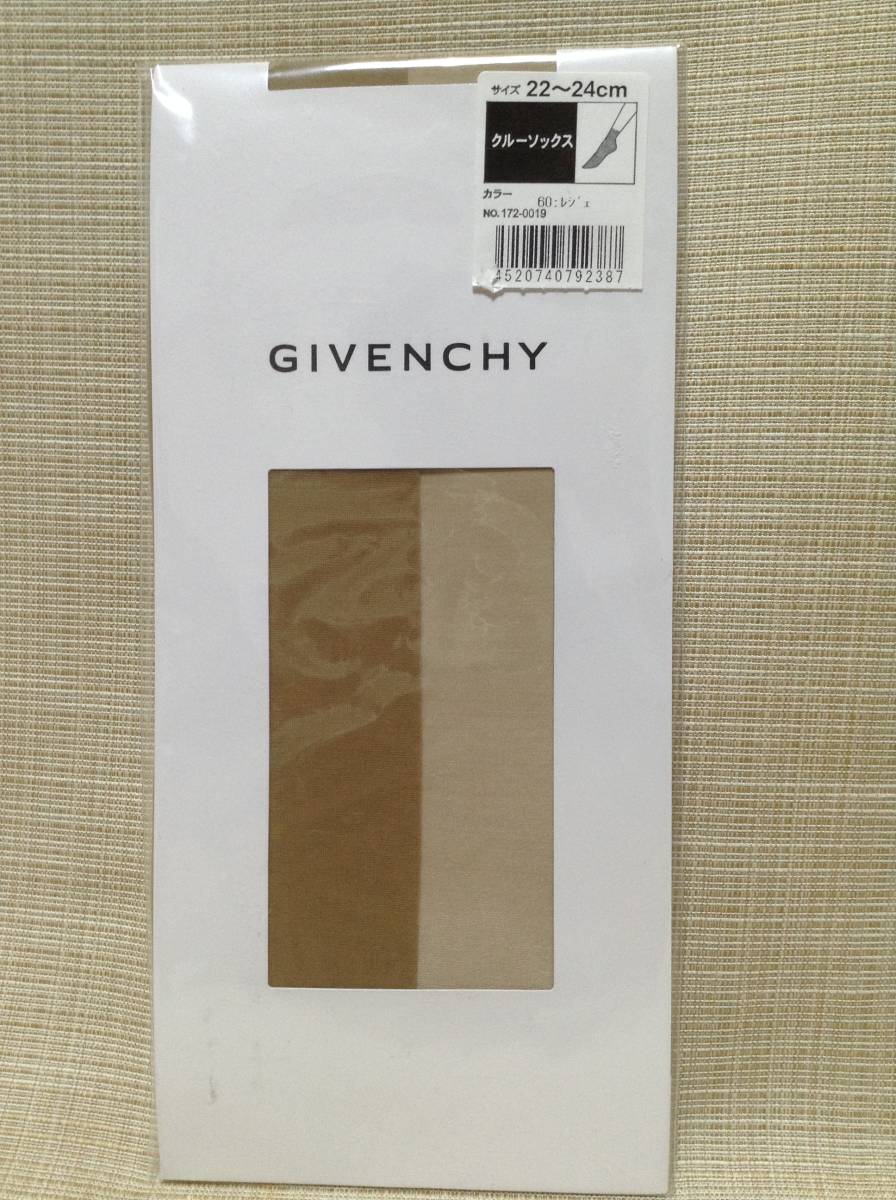 サイズ 22〜24cm
クルーソックス
カラー
60:ﾚｼﾞｪ
NO.172-0019
4520740792387
GIVENCHY